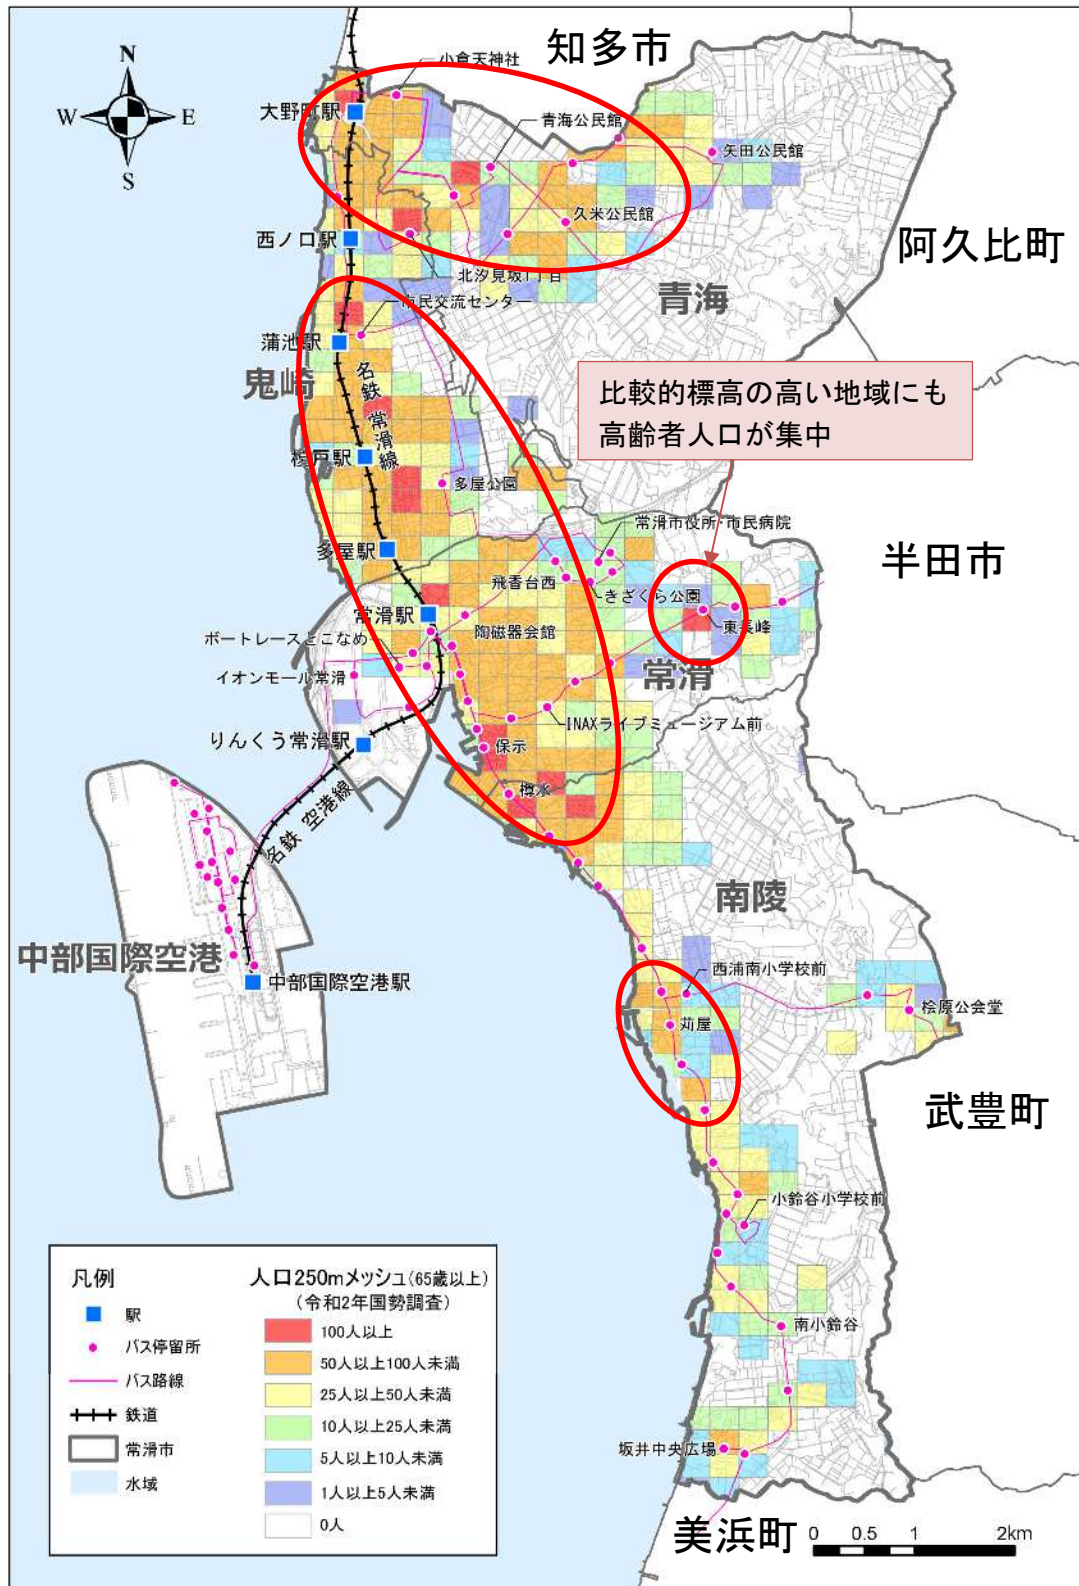 知多市
N
W
E
S
小倉天神社
大野町駅
青海公民館
矢田公民館
久米公民館
西ノ口駅
阿久比町
北汐見坂1丁目
青海
市民交流センター
蒲池駅
鬼崎
名鉄 常滑線
比較的標高の高い地域にも
高齢者人口が集中
榎戸駅
多屋公園
常滑市役所・市民病院
多屋駅
半田市
飛香台西
きざくら公園
常滑駅
東長峰
陶磁器会館
ボートレースとこなめ
常滑
イオンモール常滑
INAXライブミュージアム前
りんくう常滑駅
保示
樽水
名鉄 空港線
南陵
中部国際空港
西浦南小学校前
中部国際空港駅
桧原公会堂
苅屋
武豊町
小鈴谷小学校前
凡例
駅
バス停留所
バス路線
鉄道
常滑市
水域
人口250mメッシュ(65歳以上)
(令和2年国勢調査)
100人以上
50人以上100人未満
25人以上50人未満
10人以上25人未満
5人以上10人未満
1人以上5人未満
0人
南小鈴谷
坂井中央広場
美浜町
0 0.5 1 2km